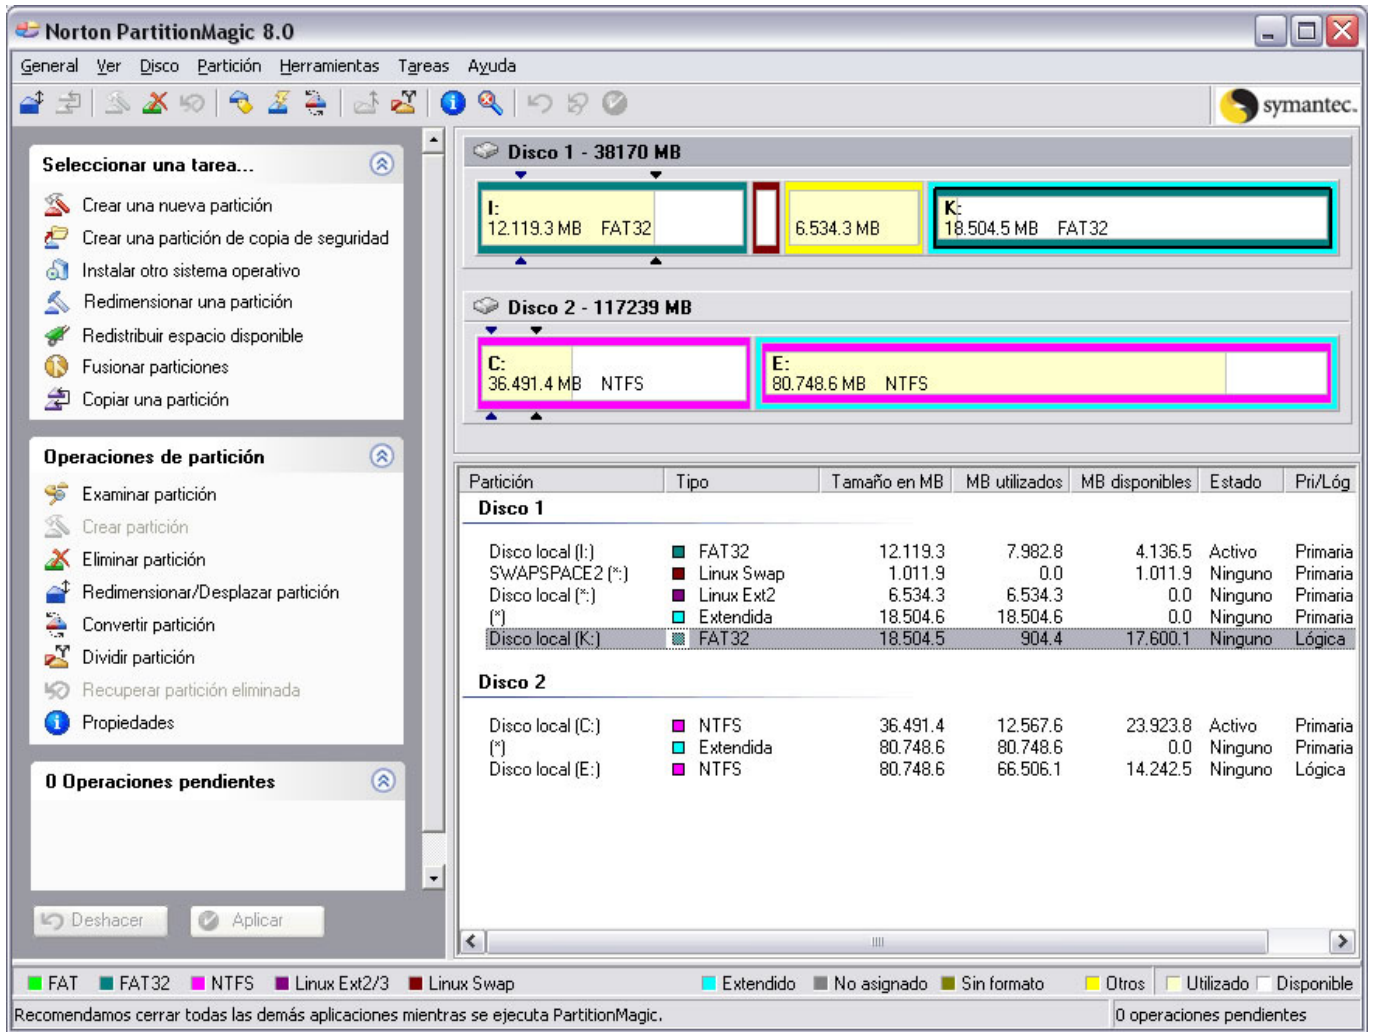 Norton PartitionMagic 8.0
General Ver Disco Partición Herramientas Tareas Ayuda
symantec.
Seleccionar una tarea...
Crear una nueva partición
Crear una partición de copia de seguridad
Instalar otro sistema operativo
Redimensionar una partición
Redistribuir espacio disponible
Fusionar particiones
Copiar una partición
Operaciones de partición
Examinar partición
Crear partición
Eliminar partición
Redimensionar/Desplazar partición
Convertir partición
Dividir partición
Recuperar partición eliminada
Propiedades
0 Operaciones pendientes
Deshacer Aplicar
Disco 1 - 38170 MB
I:
12.119.3 MB FAT32
6.534.3 MB
K:
18.504.5 MB FAT32
Disco 2 - 117239 MB
C:
36.491.4 MB NTFS
E:
80.748.6 MB NTFS
Partición Tipo Tamaño en MB MB utilizados MB disponibles Estado Pri/Lóg
Disco 1
Disco local (I:) FAT32 12.119.3 7.982.8 4.136.5 Activo Primaria
SWAPSPACE2 (*:) Linux Swap 1.011.9 0.0 1.011.9 Ninguno Primaria
Disco local (*:) Linux Ext2 6.534.3 6.534.3 0.0 Ninguno Primaria
(*) Extendida 18.504.6 18.504.6 0.0 Ninguno Primaria
Disco local (K:) FAT32 18.504.5 904.4 17.600.1 Ninguno Lógica
Disco 2
Disco local (C:) NTFS 36.491.4 12.567.6 23.923.8 Activo Primaria
(*) Extendida 80.748.6 80.748.6 0.0 Ninguno Primaria
Disco local (E:) NTFS 80.748.6 66.506.1 14.242.5 Ninguno Lógica
FAT FAT32 NTFS Linux Ext2/3 Linux Swap Extendido No asignado Sin formato Otros Utilizado Disponible
Recomendamos cerrar todas las demás aplicaciones mientras se ejecuta PartitionMagic. 0 operaciones pendientes